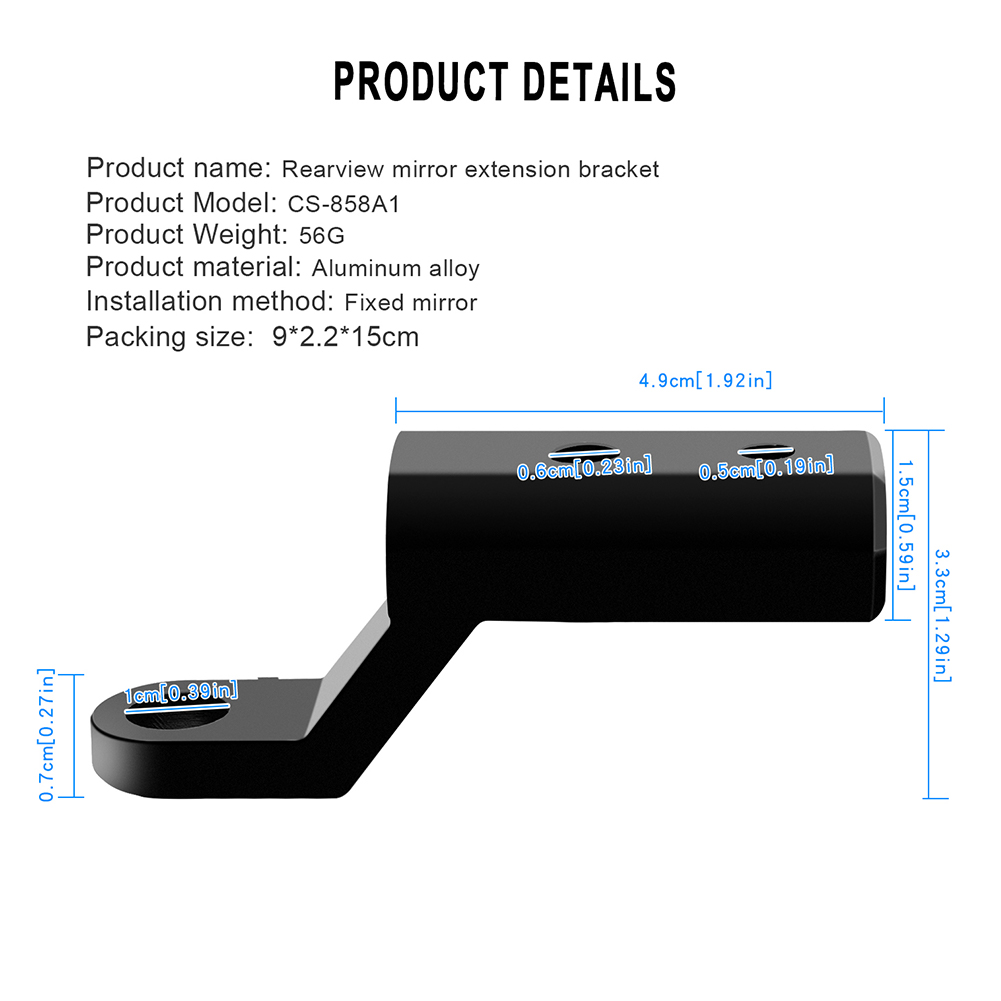 PRODUCT DETAILS
Product name: Rearview mirror extension bracket
Product Model: CS-858A1
Product Weight: 56G
Product material: Aluminum alloy
Installation method: Fixed mirror
Packing size: 9*2.2*15cm
4.9cm[1.92in]
0.6cm[0.23in]
0.5cm[0.19in]
1.5cm[0.59in]
3.3cm[1.29in]
1cm[0.39in]
0.7cm[0.27in]